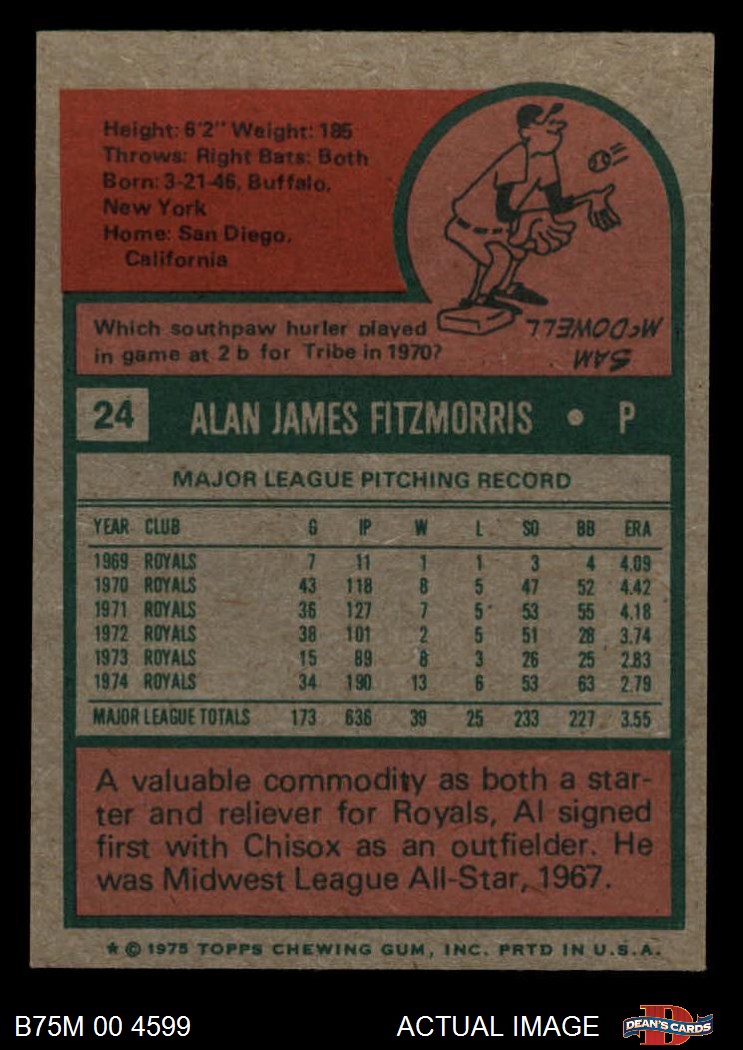 Height: 6'2" Weight: 185
Throws: Right Bats: Both
Born: 3-21-46, Buffalo,
New York
Home: San Diego,
California
Which southpaw hurler played
in game at 2 b for Tribe in 1970?
SAM
McDOWELL
24 ALAN JAMES FITZMORRIS • P
MAJOR LEAGUE PITCHING RECORD
YEAR CLUB G IP W L SO BB ERA
1969 ROYALS 7 11 1 1 3 4 4.09
1970 ROYALS 43 118 8 5 47 52 4.42
1971 ROYALS 36 127 7 5 53 55 4.18
1972 ROYALS 38 101 2 5 51 28 3.74
1973 ROYALS 15 89 8 3 26 25 2.83
1974 ROYALS 34 190 13 6 53 63 2.79
MAJOR LEAGUE TOTALS 173 636 39 25 233 227 3.55
A valuable commodity as both a star-
ter and reliever for Royals, Al signed
first with Chisox as an outfielder. He
was Midwest League All-Star, 1967.
* © 1975 TOPPS CHEWING GUM, INC. PRTD IN U.S.A.
B75M 00 4599 ACTUAL IMAGE DEAN'S CARDS